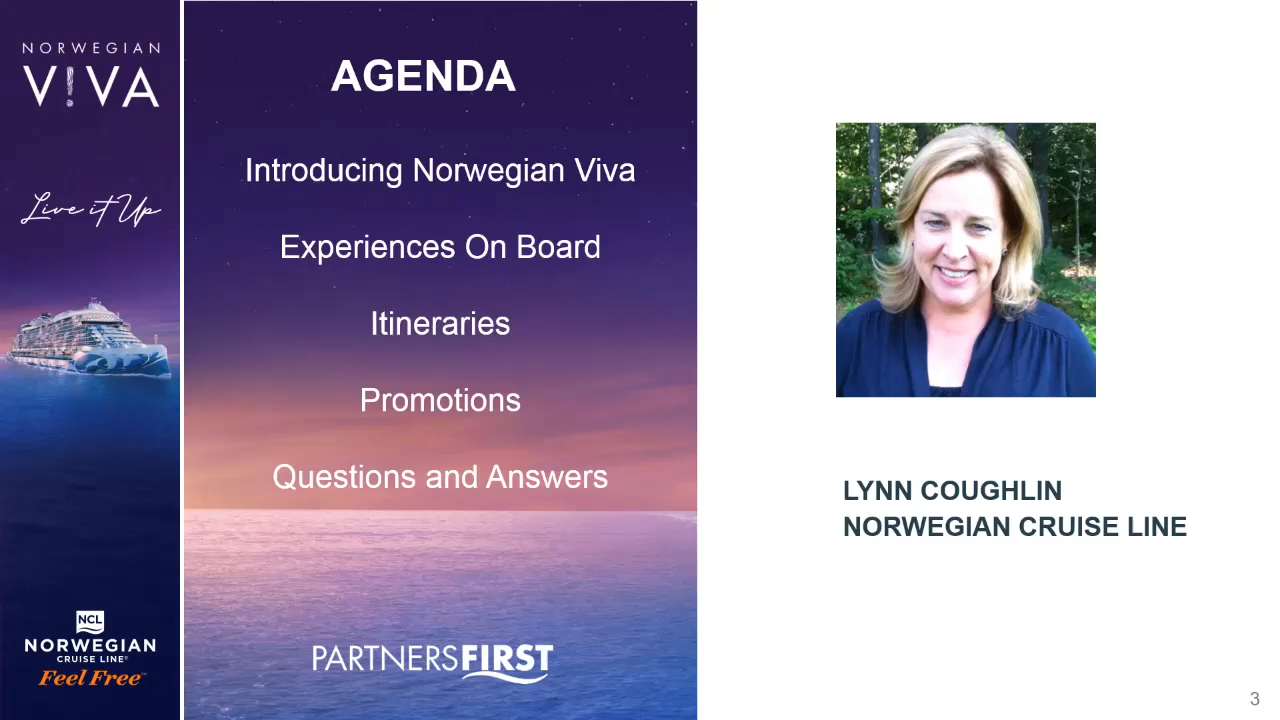 NORWEGIAN
V!VA
Live it Up
NCL
NORWEGIAN
CRUISE LINE®
Feel Free™
AGENDA
Introducing Norwegian Viva
Experiences On Board
Itineraries
Promotions
Questions and Answers
PARTNERSFIRST
LYNN COUGHLIN
NORWEGIAN CRUISE LINE
3